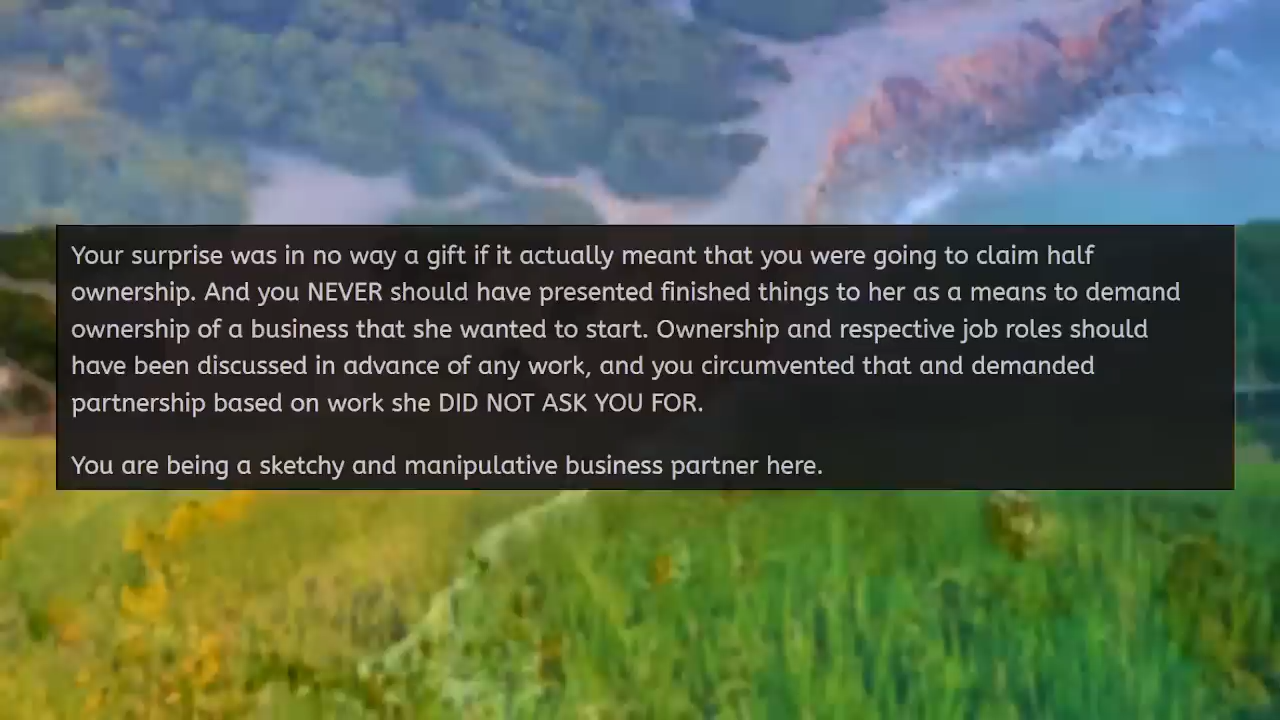 Your surprise was in no way a gift if it actually meant that you were going to claim half
ownership. And you NEVER should have presented finished things to her as a means to demand
ownership of a business that she wanted to start. Ownership and respective job roles should
have been discussed in advance of any work, and you circumvented that and demanded
partnership based on work she DID NOT ASK YOU FOR.
You are being a sketchy and manipulative business partner here.